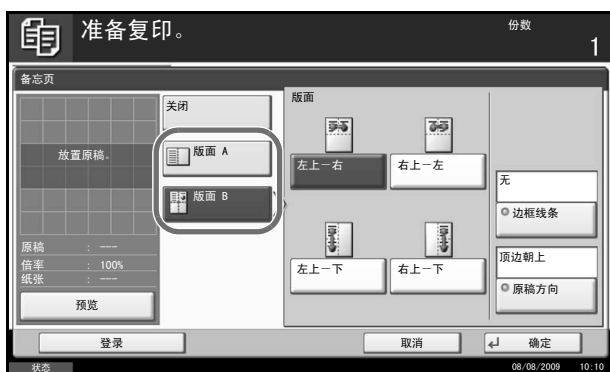 准备复印。
份数
1
备忘页
放置原稿。
原稿 : ---
倍率 : 100%
纸张 : ---
预览
关闭
版面 A
版面 B
版面
左上－右
右上－左
左上－下
右上－下
无
边框线条
顶边朝上
原稿方向
登录
取消
确定
状态
08/08/2009 10:10